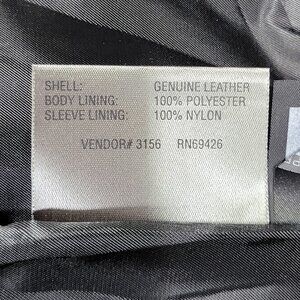 SHELL: GENUINE LEATHER
BODY LINING: 100% POLYESTER
SLEEVE LINING: 100% NYLON
VENDOR# 3156 RN69426